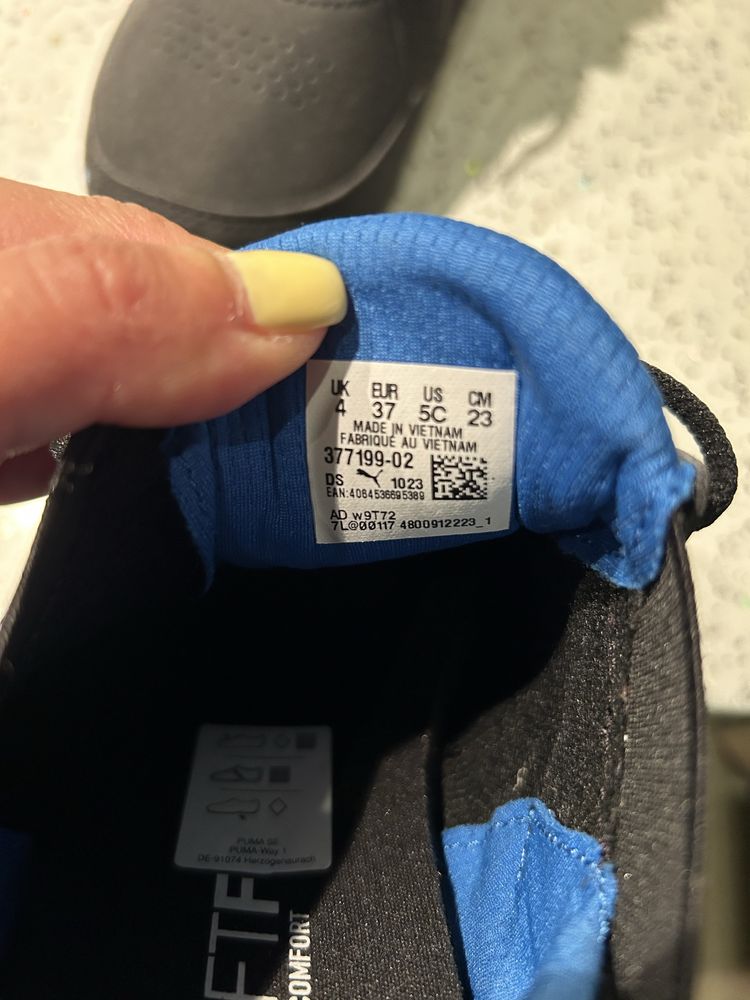 UK EUR US CM
4 37 5C 23
MADE IN VIETNAM
FABRIQUÉ AU VIETNAM
377199-02
DS 1023
EAN:4064536695389
AD w9T72
7L@00117 4800912223_1
PUMA SE
PUMA Way 1
DE-91074 Herzogenaurach
COMFORT